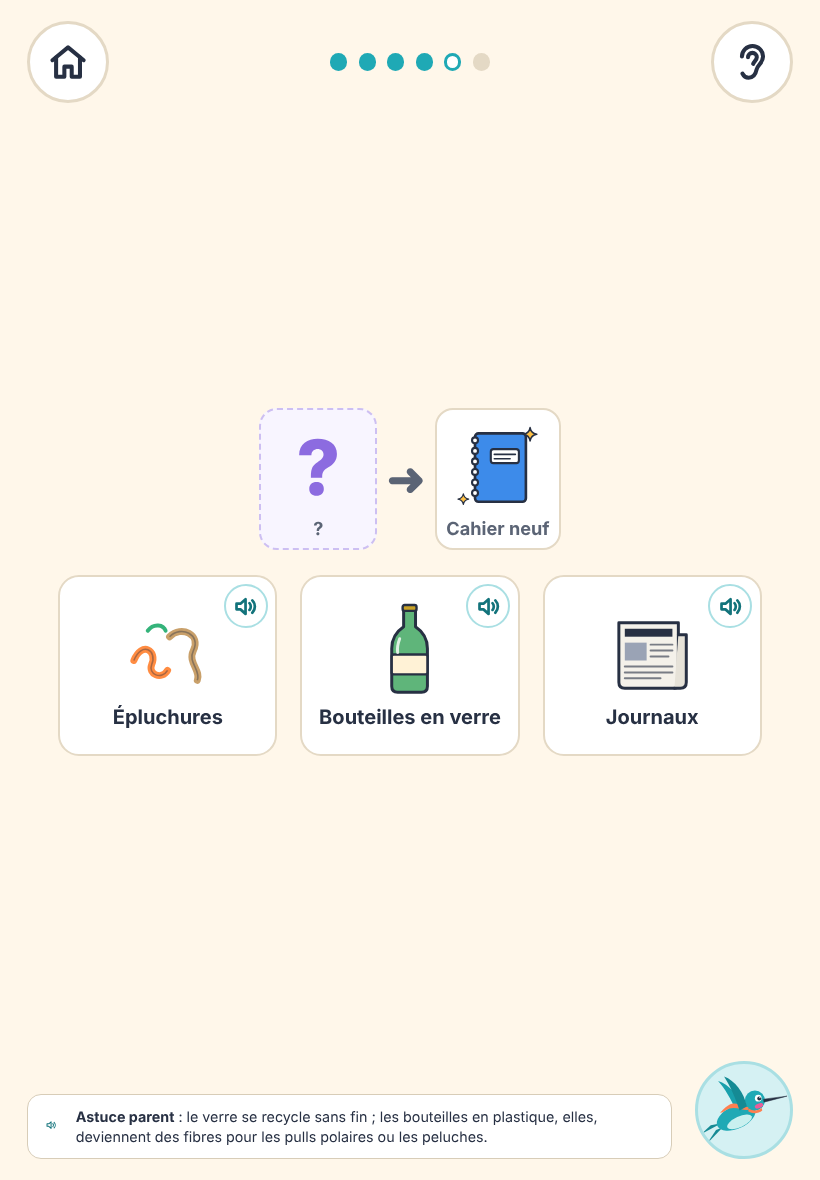 ?
?
Cahier neuf
Épluchures
Bouteilles en verre
Journaux
Astuce parent : le verre se recycle sans fin ; les bouteilles en plastique, elles,
deviennent des fibres pour les pulls polaires ou les peluches.